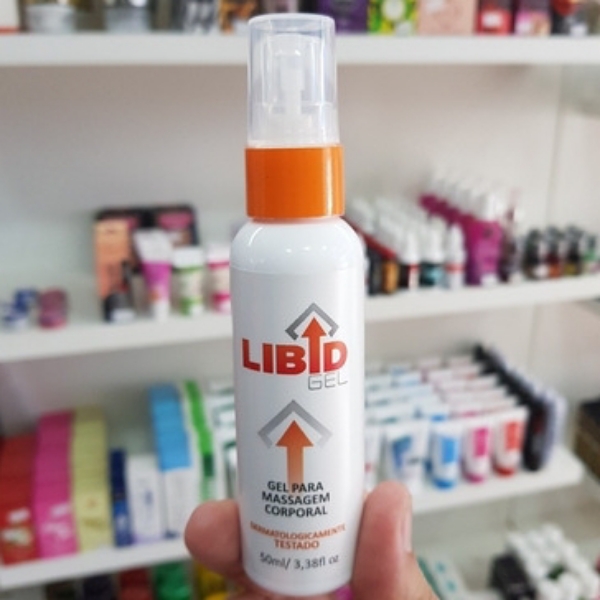 LIBID
GEL
GEL PARA
MASSAGEM
CORPORAL
DERMATOLOGICAMENTE
TESTADO
50ml/ 3,38fl oz